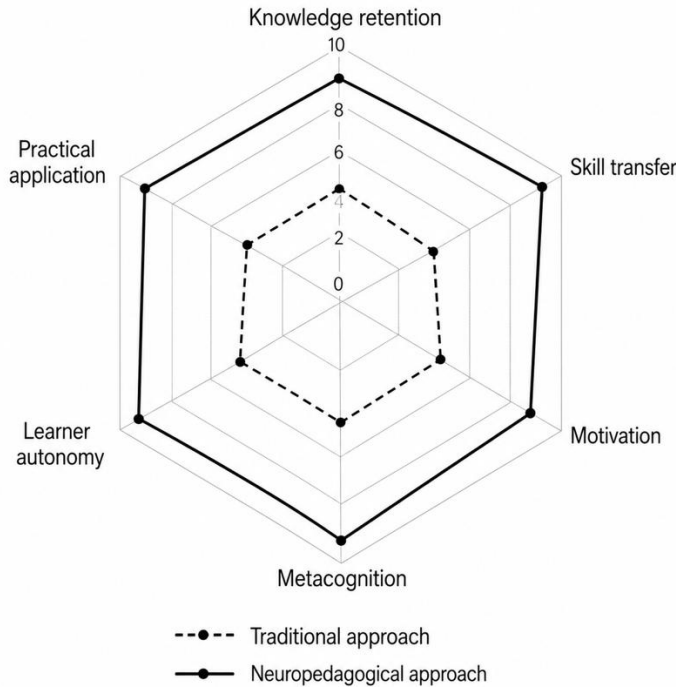 Knowledge retention
10
Practical
application
8
Skill transfer
6
4
2
0
Learner
autonomy
Motivation
Metacognition
Traditional approach
Neuropedagogical approach